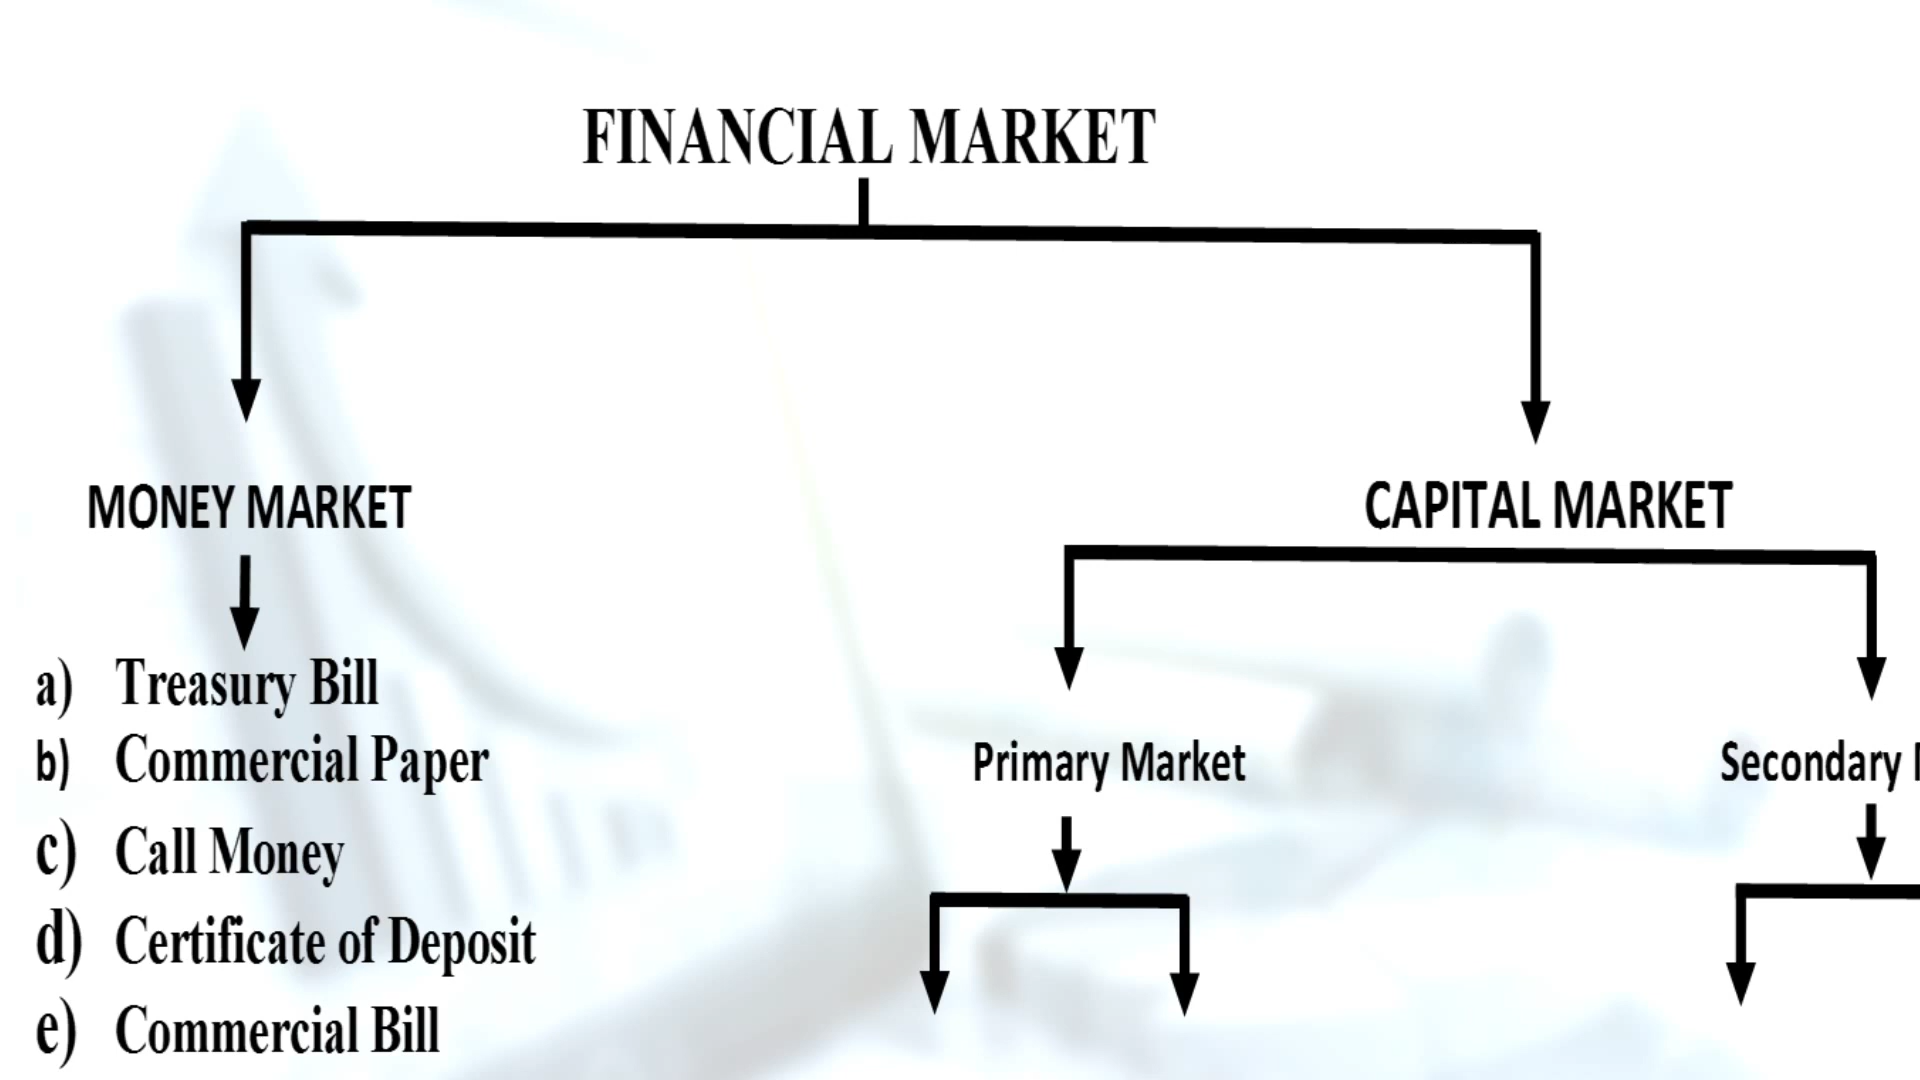 FINANCIAL MARKET
MONEY MARKET
CAPITAL MARKET
a) Treasury Bill
b) Commercial Paper
c) Call Money
d) Certificate of Deposit
e) Commercial Bill
Primary Market
Secondary